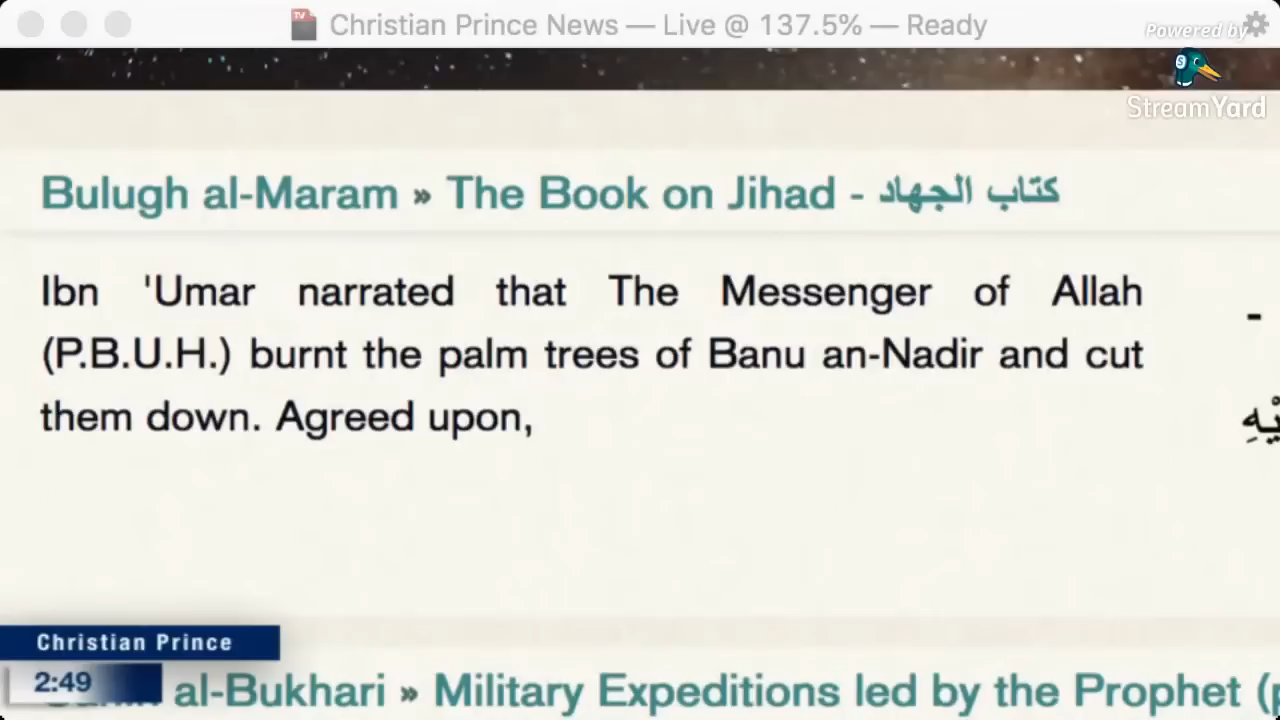 Christian Prince News — Live @ 137.5% — Ready
Powered by
StreamYard
Bulugh al-Maram » The Book on Jihad - كتاب الجهاد
Ibn 'Umar narrated that The Messenger of Allah
(P.B.U.H.) burnt the palm trees of Banu an-Nadir and cut
them down. Agreed upon,
Christian Prince
2:49
al-Bukhari » Military Expeditions led by the Prophet